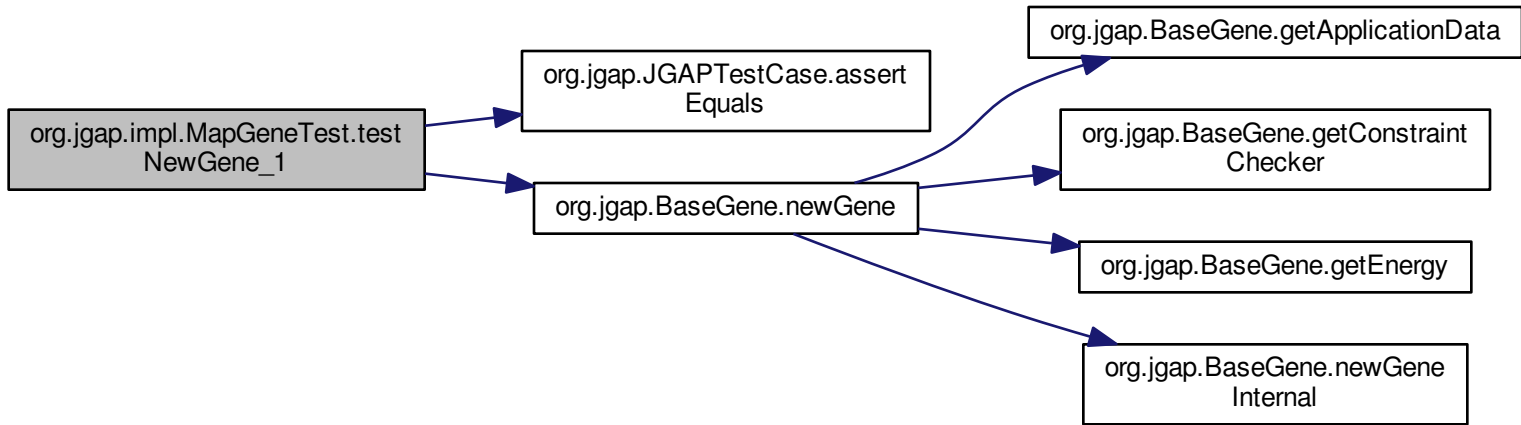 org.jgap.impl.MapGeneTest.test
NewGene_1
org.jgap.JGAPTestCase.assert
Equals
org.jgap.BaseGene.newGene
org.jgap.BaseGene.getApplicationData
org.jgap.BaseGene.getConstraint
Checker
org.jgap.BaseGene.getEnergy
org.jgap.BaseGene.newGene
Internal